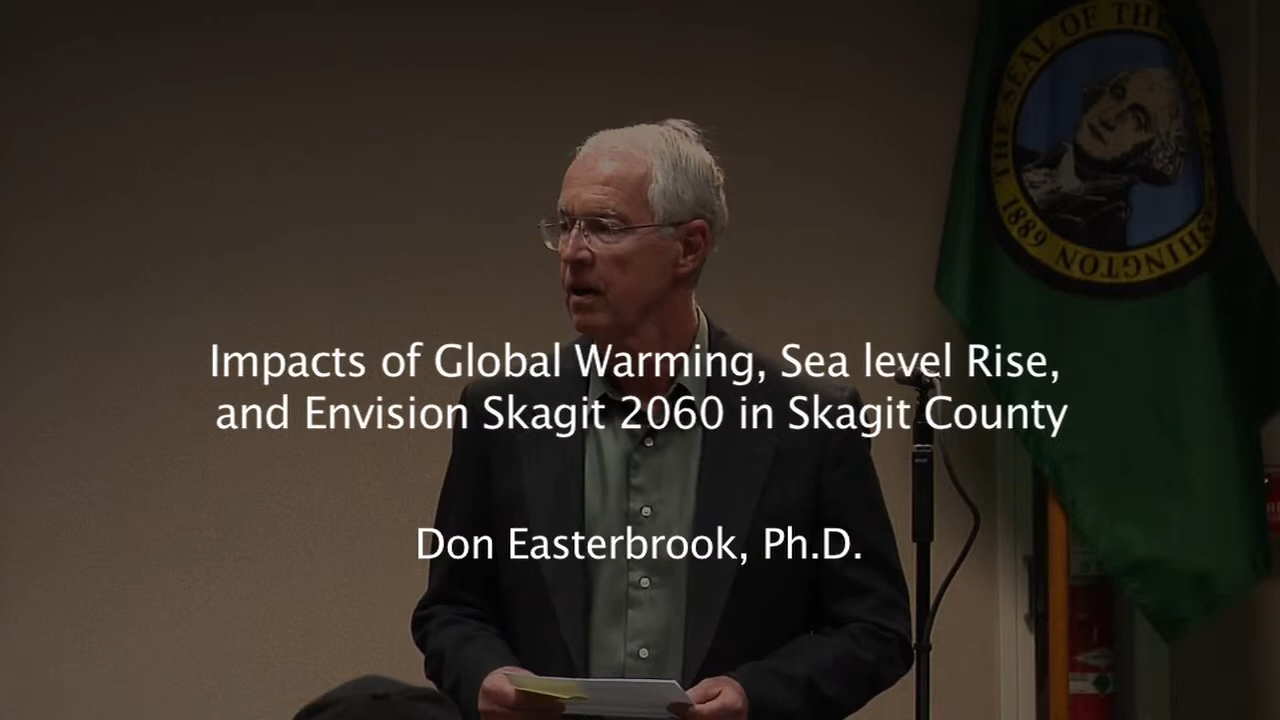 THE SEAL OF THE
WASHINGTON 1889
Impacts of Global Warming, Sea level Rise,
and Envision Skagit 2060 in Skagit County
Don Easterbrook, Ph.D.